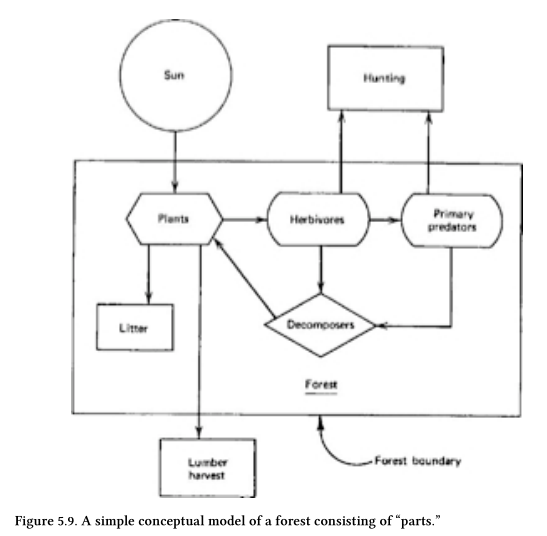 Sun
Hunting
Plants
Herbivores
Primary
predators
Litter
Decomposers
Forest
Lumber
harvest
Forest boundary
Figure 5.9. A simple conceptual model of a forest consisting of “parts.”